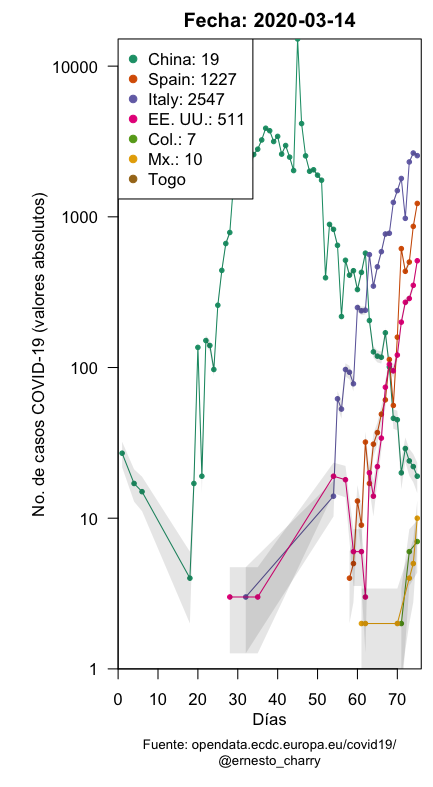 Fecha: 2020-03-14
China: 19
Spain: 1227
Italy: 2547
EE. UU.: 511
Col.: 7
Mx.: 10
Togo
No. de casos COVID-19 (valores absolutos)
10000
1000
100
10
1
0 10 20 30 40 50 60 70
Días
Fuente: opendata.ecdc.europa.eu/covid19/
@ernesto_charry